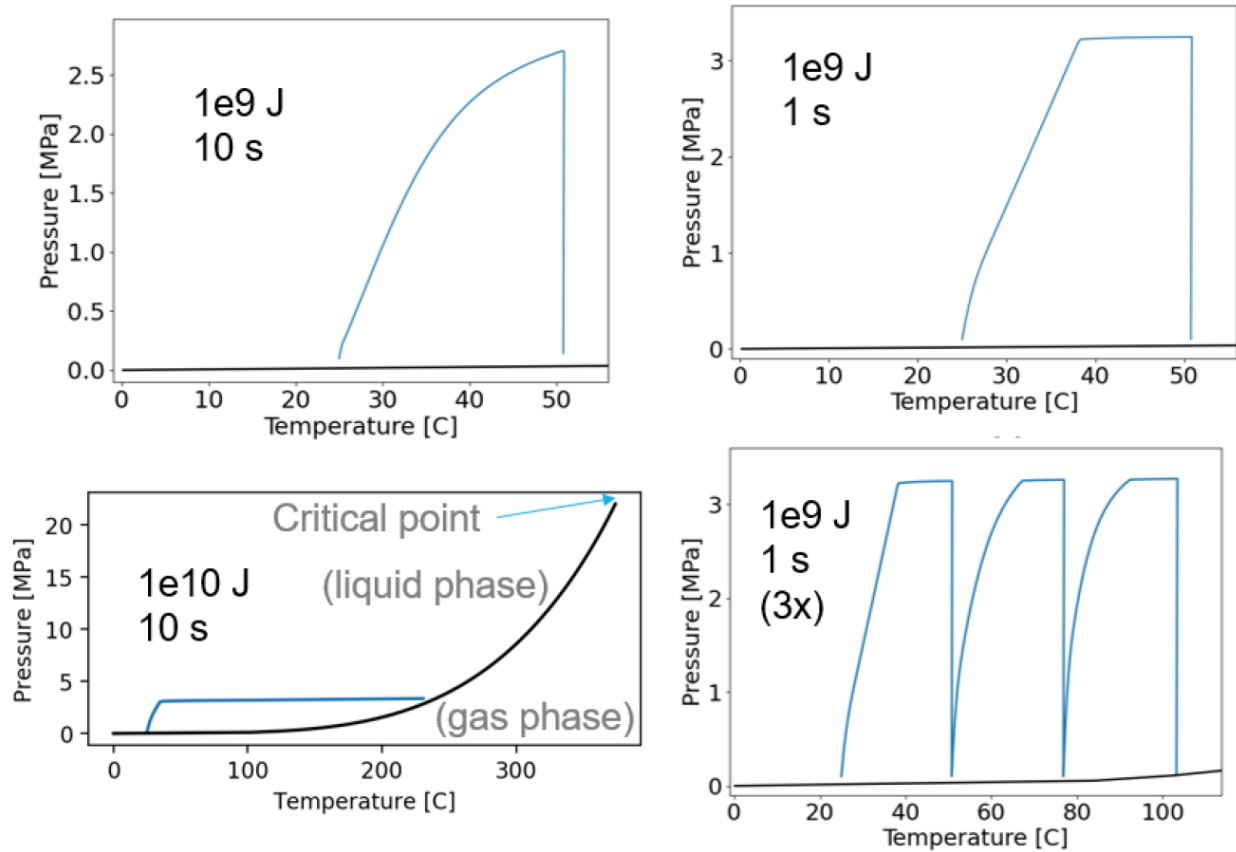 Pressure [MPa]
2.5
2.0
1.5
1.0
0.5
0.0
1e9 J
10 s
0 10 20 30 40 50
Temperature [C]
Pressure [MPa]
3
2
1
0
1e9 J
1 s
0 10 20 30 40 50
Temperature [C]
Pressure [MPa]
20
15
10
5
0
Critical point
(liquid phase)
1e10 J
10 s
(gas phase)
0 100 200 300
Temperature [C]
Pressure [MPa]
3
2
1
0
1e9 J
1 s
(3x)
0 20 40 60 80 100
Temperature [C]